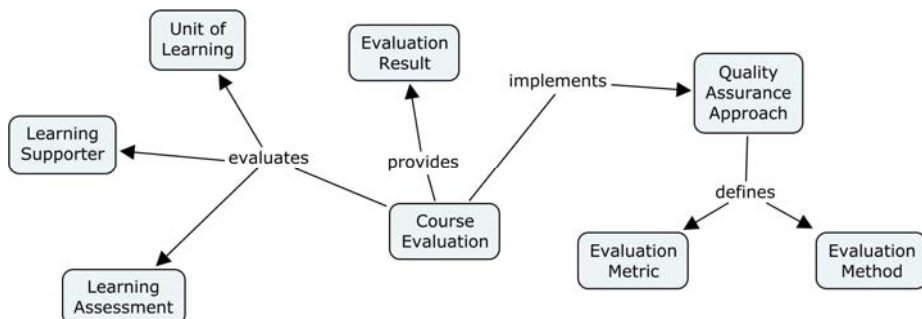 Unit of
Learning
Evaluation
Result
implements
Quality
Assurance
Approach
Learning
Supporter
evaluates
provides
defines
Course
Evaluation
Evaluation
Metric
Evaluation
Method
Learning
Assessment